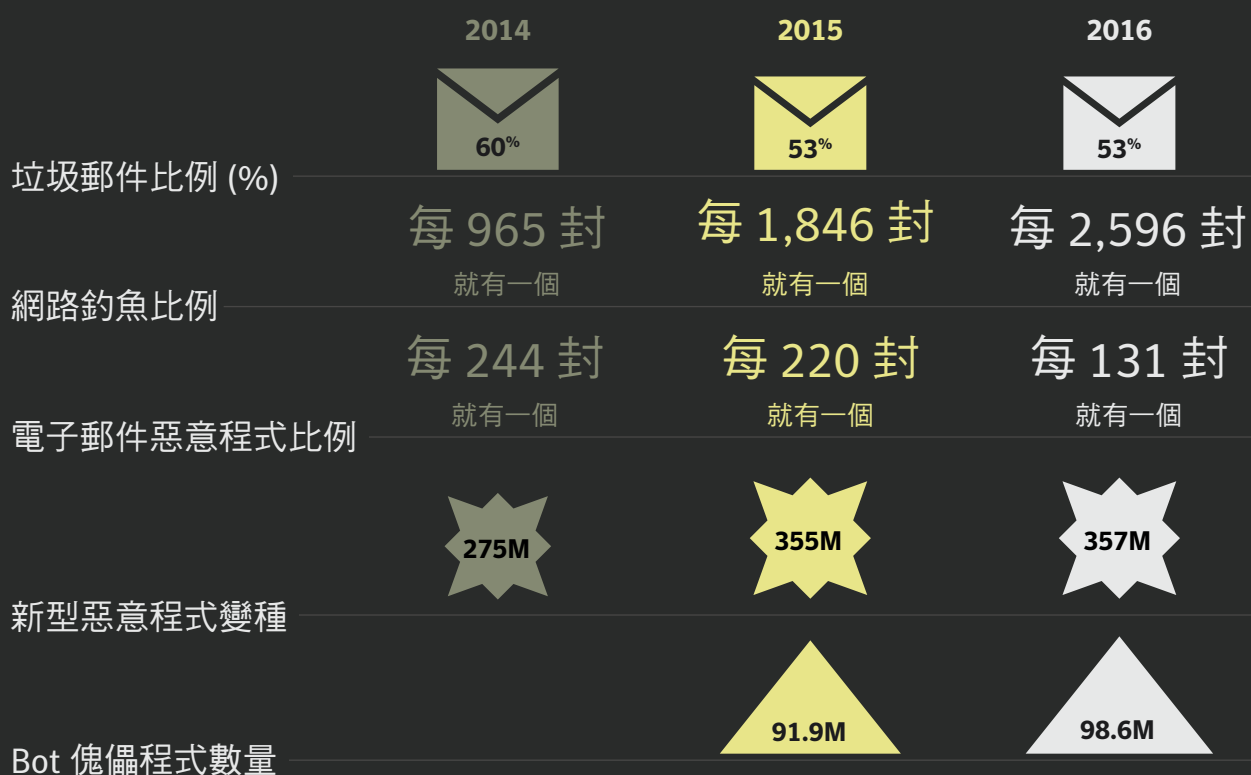 2014 2015 2016
60% 53% 53%
垃圾郵件比例 (%)
每 965 封 每 1,846 封 每 2,596 封
就有一個 就有一個 就有一個
網路釣魚比例
每 244 封 每 220 封 每 131 封
就有一個 就有一個 就有一個
電子郵件惡意程式比例
275M 355M 357M
新型惡意程式變種
91.9M 98.6M
Bot 傀儡程式數量